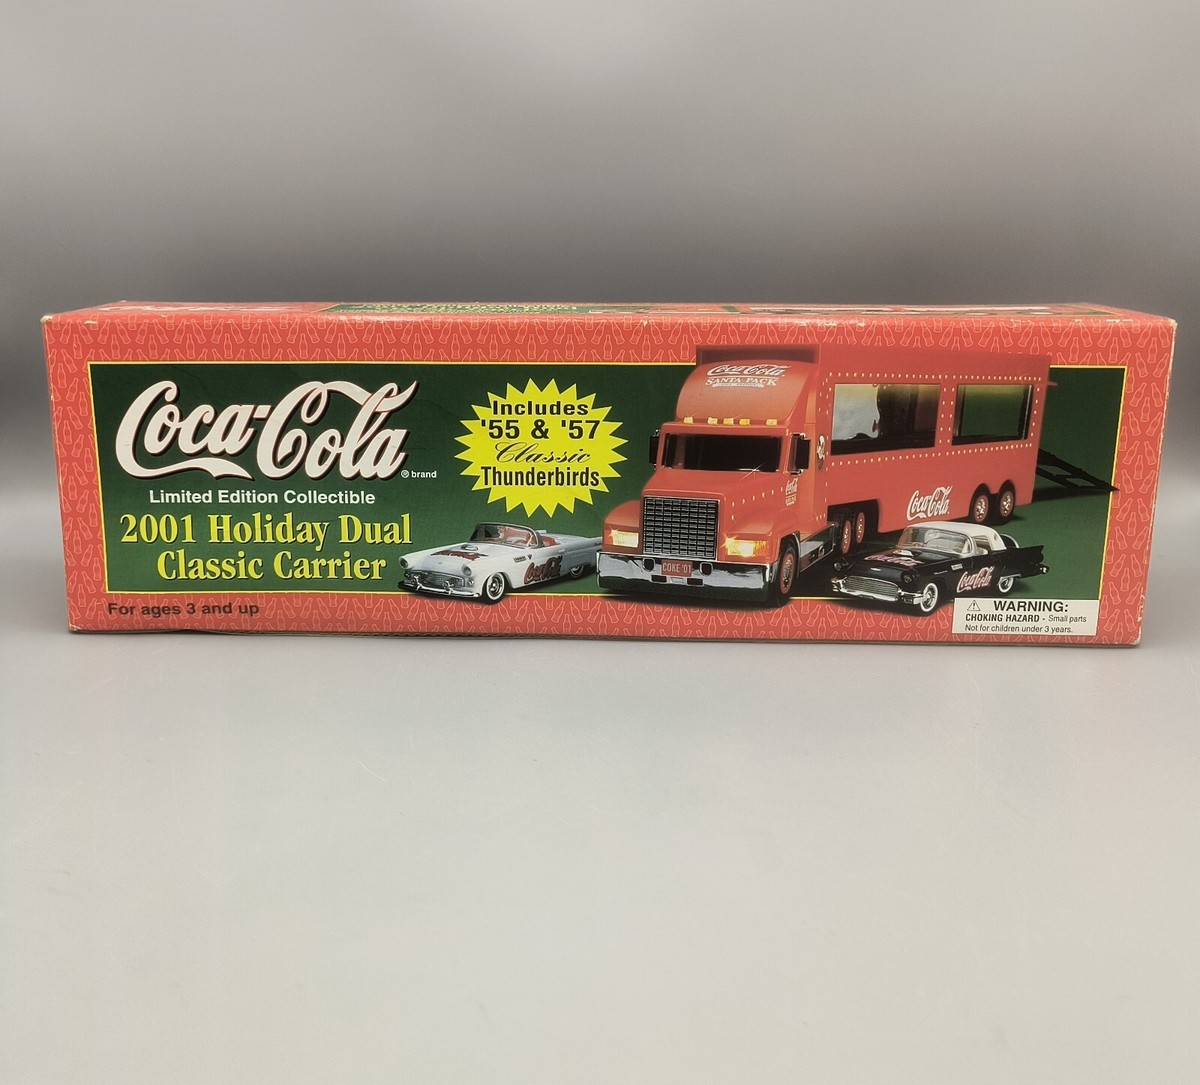 Coca-Cola
® brand
Limited Edition Collectible
2001 Holiday Dual
Classic Carrier
For ages 3 and up
Includes
'55 & '57
Classic
Thunderbirds
Coca-Cola
SANTA PACK
COKE '01
Coca-Cola
Coca-Cola
Coca-Cola
WARNING:
CHOKING HAZARD - Small parts
Not for children under 3 years.